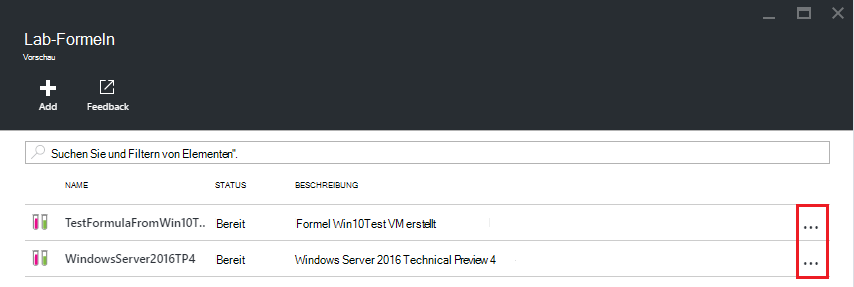 Lab-Formeln
Vorschau
Add Feedback
Suchen Sie und Filtern von Elementen".
NAME STATUS BESCHREIBUNG
TestFormulaFromWin10T.. Bereit Formel Win10Test VM erstellt ...
WindowsServer2016TP4 Bereit Windows Server 2016 Technical Preview 4 ...